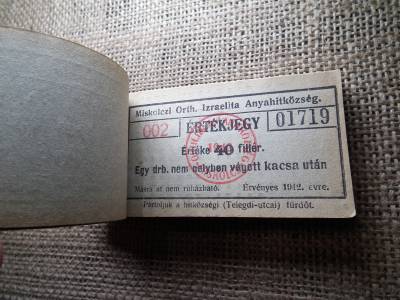 Miskolczi Orth. Izraelita Anyahitközség.
002 ÉRTÉKJEGY 01719
Értéke 40 fillér.
Egy drb. nem helyben vágott kacsa után
Másra át nem ruházható. Érvényes 1942. évre.
Pártoljuk a hitközségi (Telegdi-utcai) fürdőt.